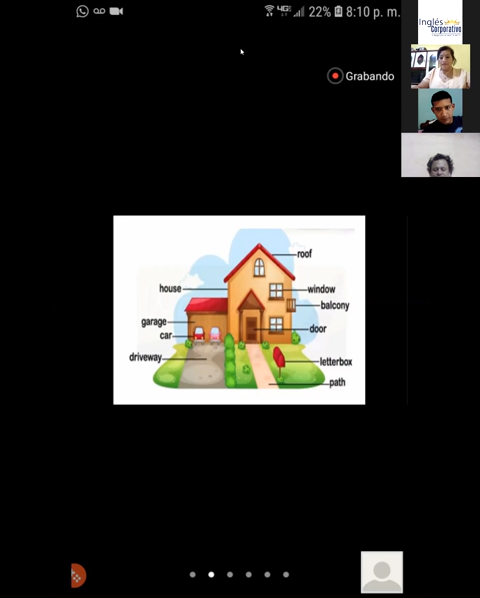 22% 8:10 p. m.
Grabando
Inglés
Corporativo
roof
house
window
balcony
garage
door
car
driveway
letterbox
path